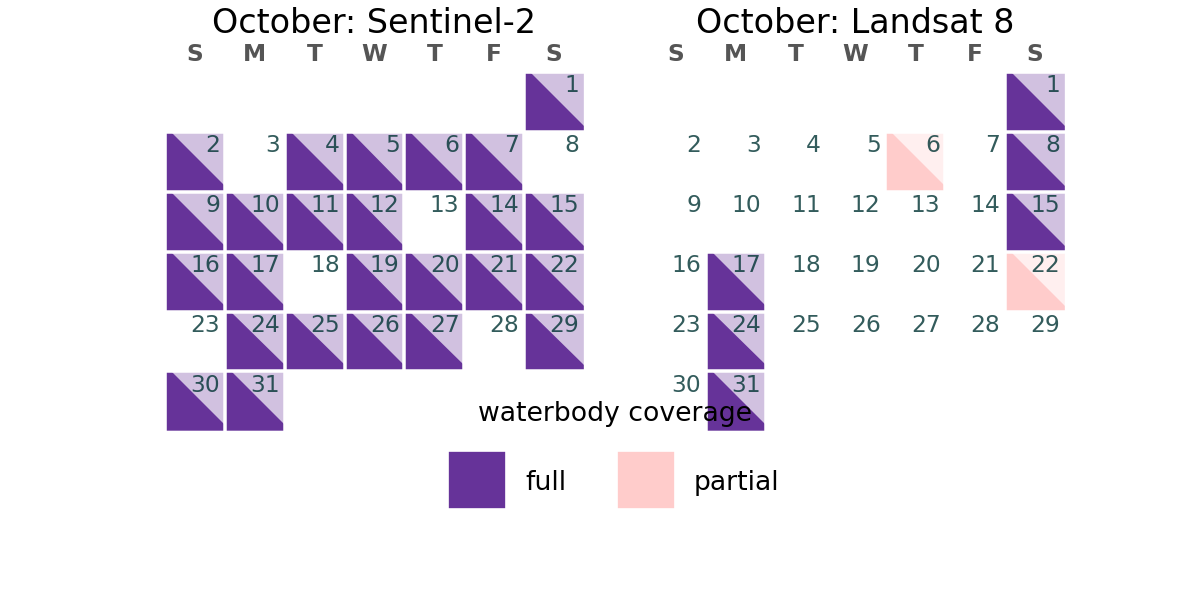 October: Sentinel-2
S M T W T F S
1
2 3 4 5 6 7 8
9 10 11 12 13 14 15
16 17 18 19 20 21 22
23 24 25 26 27 28 29
30 31
October: Landsat 8
S M T W T F S
1
2 3 4 5 6 7 8
9 10 11 12 13 14 15
16 17 18 19 20 21 22
23 24 25 26 27 28 29
30 31
waterbody coverage
full partial